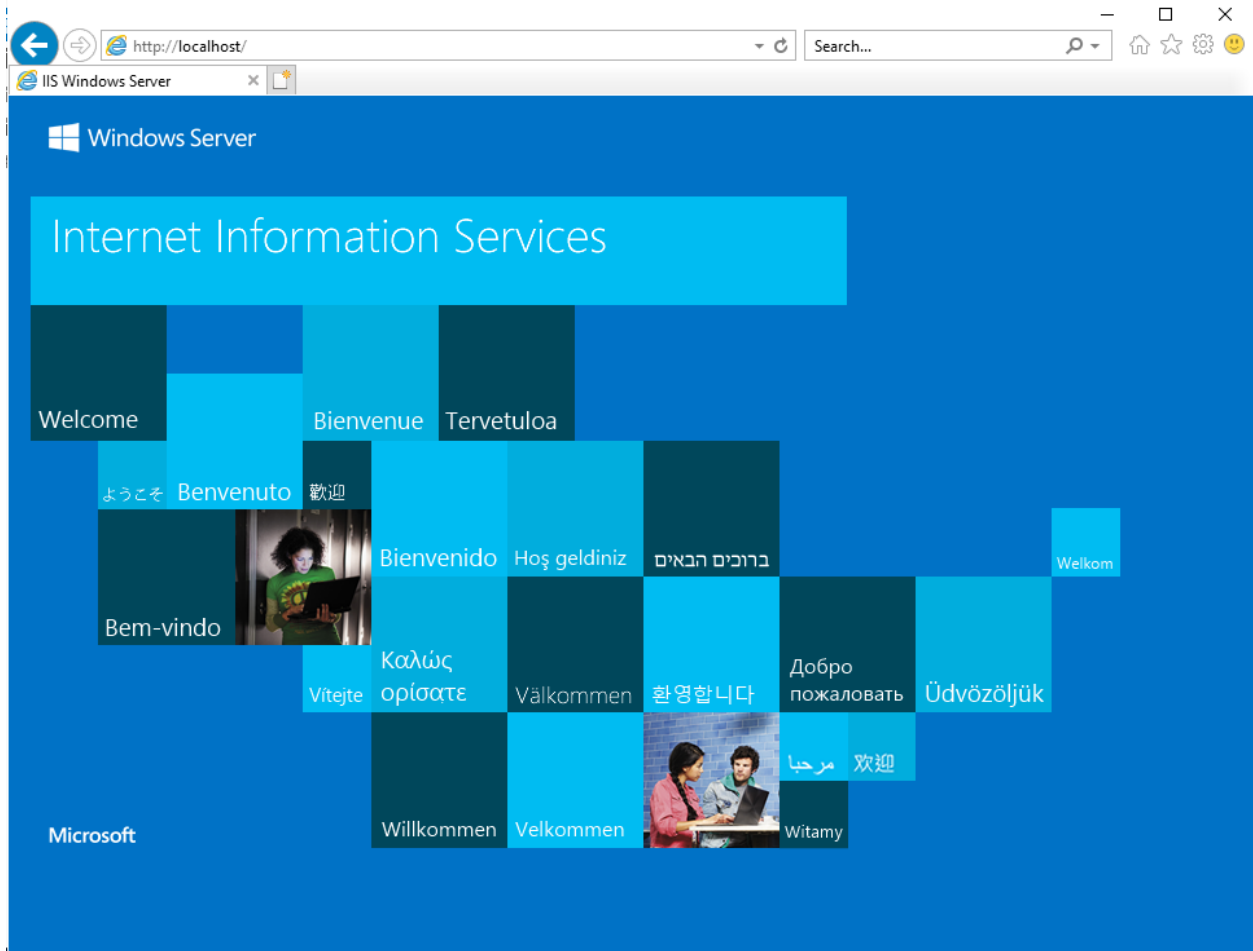 http://localhost/
Search...
IIS Windows Server
Windows Server
Internet Information Services
Welcome
Bienvenue
Tervetuloa
ようこそ
Benvenuto
歡迎
Bienvenido
Hoş geldiniz
ברוכים הבאים
Welkom
Bem-vindo
Vítejte
Καλώς
ορίσατε
Välkommen
환영합니다
Добро
пожаловать
Üdvözöljük
مرحبا
欢迎
Microsoft
Willkommen
Velkommen
Witamy